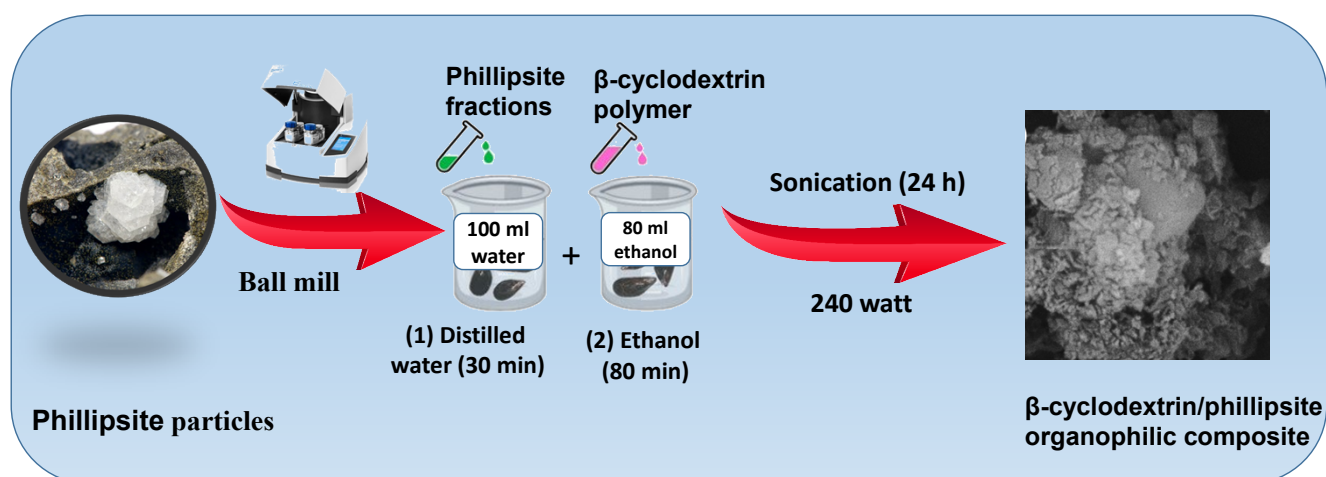 Phillipsite particles
Ball mill
Phillipsite
fractions
100 ml
water
(1) Distilled
water (30 min)
+
β-cyclodextrin
polymer
80 ml
ethanol
(2) Ethanol
(80 min)
Sonication (24 h)
240 watt
β-cyclodextrin/phillipsite
organophilic composite